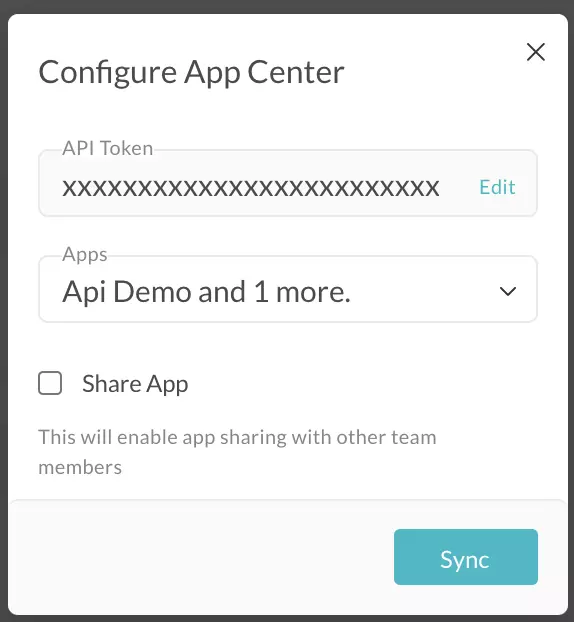 Configure App Center
API Token
xxxxxxxxxxxxxxxxxxxxxxxxx Edit
Apps
Api Demo and 1 more.
Share App
This will enable app sharing with other team
members
Sync